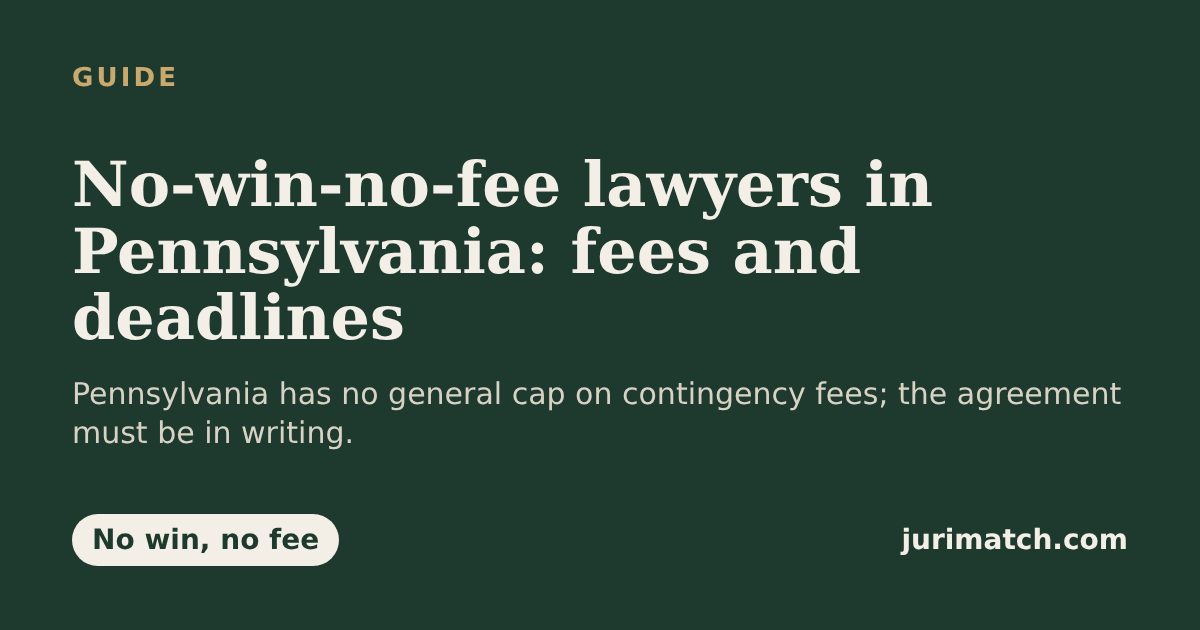 GUIDE
No-win-no-fee lawyers in
Pennsylvania: fees and
deadlines
Pennsylvania has no general cap on contingency fees; the agreement
must be in writing.
No win, no fee
jurimatch.com